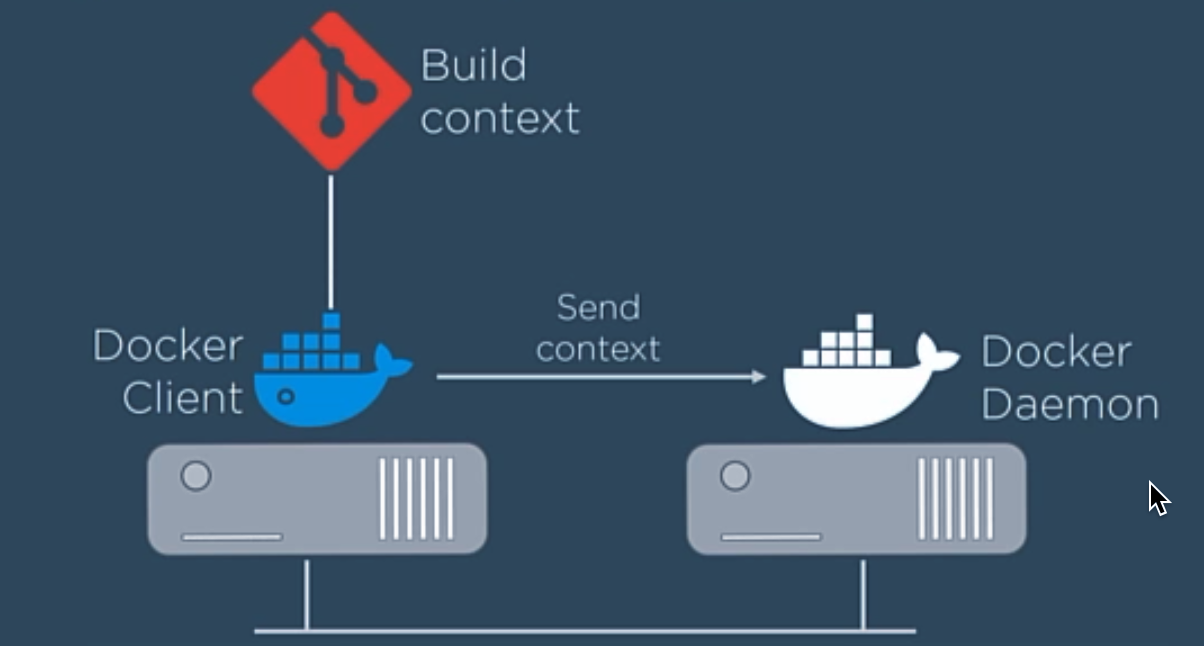 Build
context
Send
context
Docker
Client
Docker
Daemon